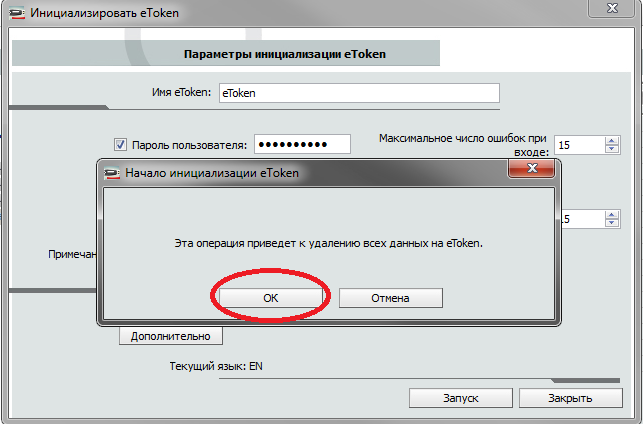 Инициализировать eToken
Параметры инициализации eToken
Имя eToken: eToken
Пароль пользователя: ••••••••••
Максимальное число ошибок при
входе: 15
Начало инициализации eToken
Эта операция приведет к удалению всех данных на eToken.
OK Отмена
15
Дополнительно
Текущий язык: EN
Запуск Закрыть